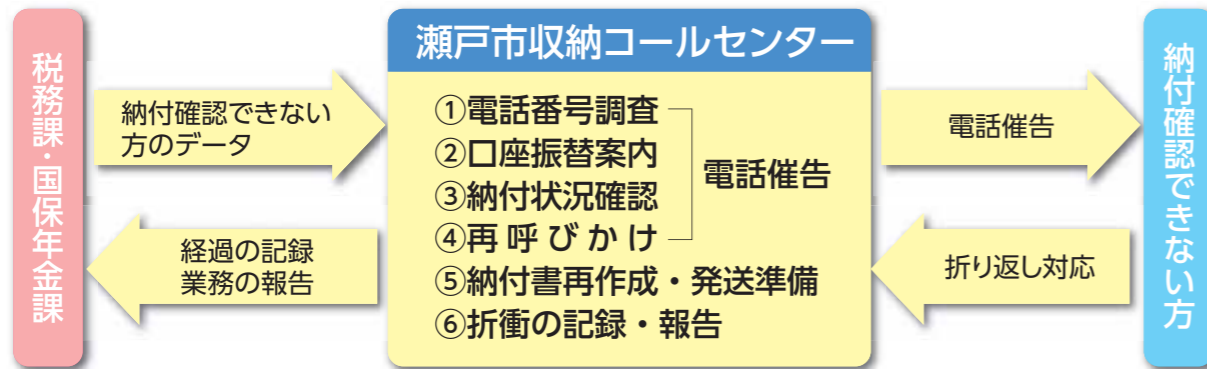 税務課・国保年金課
納付確認できない
方のデータ
経過の記録
業務の報告
瀬戸市収納コールセンター
①電話番号調査
②口座振替案内
③納付状況確認
④再呼びかけ
電話催告
⑤納付書再作成・発送準備
⑥折衝の記録・報告
電話催告
折り返し対応
納付確認できない方